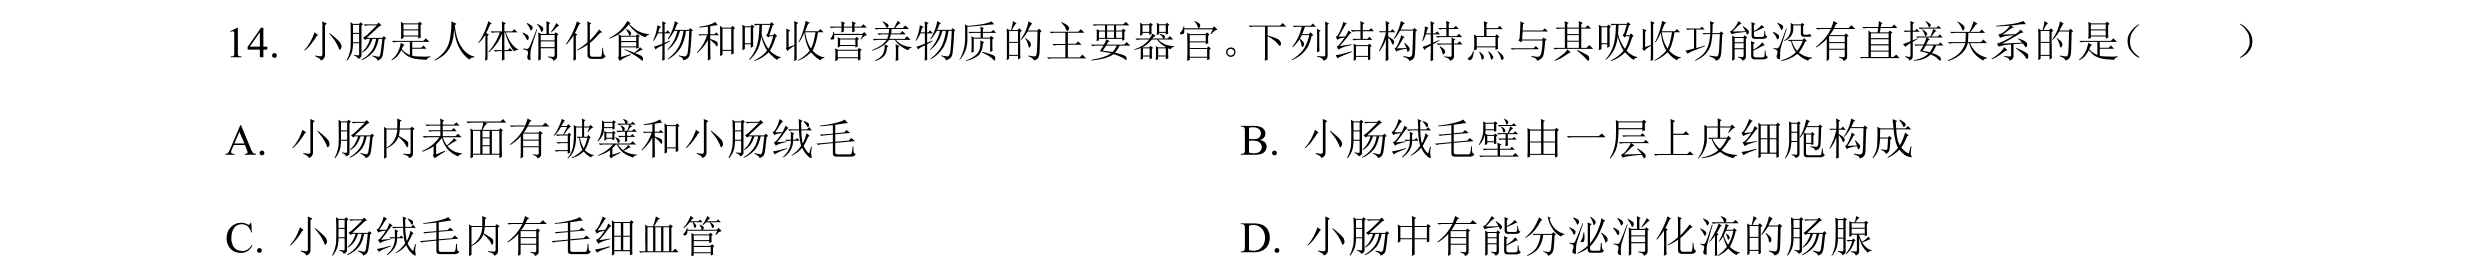 14. 小肠是人体消化食物和吸收营养物质的主要器官。下列结构特点与其吸收功能没有直接关系的是(　　)
A. 小肠内表面有皱襞和小肠绒毛　　B. 小肠绒毛壁由一层上皮细胞构成
C. 小肠绒毛内有毛细血管　　D. 小肠中有能分泌消化液的肠腺